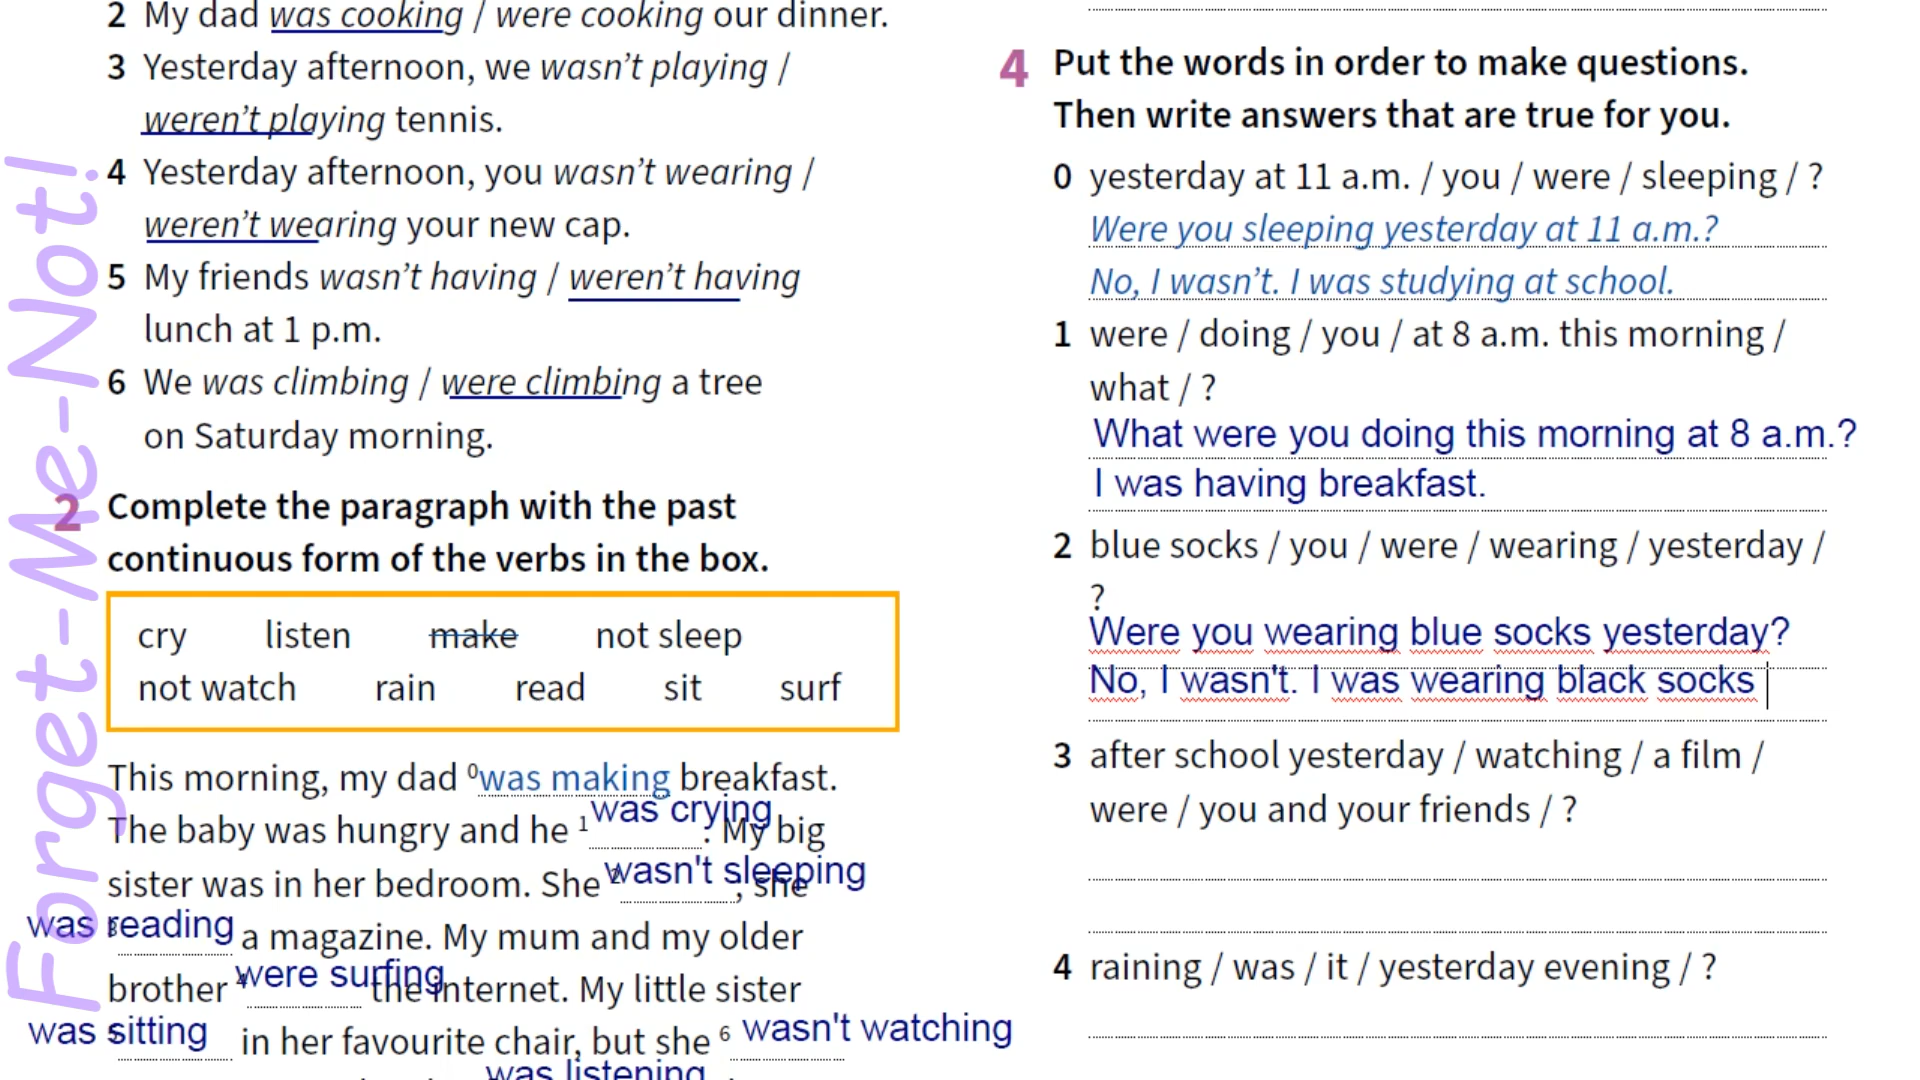 Forget-Me-Not!
2 My dad was cooking / were cooking our dinner.
3 Yesterday afternoon, we wasn't playing /
weren't playing tennis.
4 Yesterday afternoon, you wasn't wearing /
weren't wearing your new cap.
5 My friends wasn't having / weren't having
lunch at 1 p.m.
6 We was climbing / were climbing a tree
on Saturday morning.
2 Complete the paragraph with the past
continuous form of the verbs in the box.
cry listen make not sleep
not watch rain read sit surf
This morning, my dad 0 was making breakfast.
The baby was hungry and he 1 was crying. My big
sister was in her bedroom. She 2 wasn't sleeping, she
3 was reading a magazine. My mum and my older
brother 4 were surfing the internet. My little sister
5 was sitting in her favourite chair, but she 6 wasn't watching
was listening
4 Put the words in order to make questions.
Then write answers that are true for you.
0 yesterday at 11 a.m. / you / were / sleeping / ?
Were you sleeping yesterday at 11 a.m.?
No, I wasn't. I was studying at school.
1 were / doing / you / at 8 a.m. this morning /
what / ?
What were you doing this morning at 8 a.m.?
I was having breakfast.
2 blue socks / you / were / wearing / yesterday /
?
Were you wearing blue socks yesterday?
No, I wasn't. I was wearing black socks
3 after school yesterday / watching / a film /
were / you and your friends / ?
4 raining / was / it / yesterday evening / ?